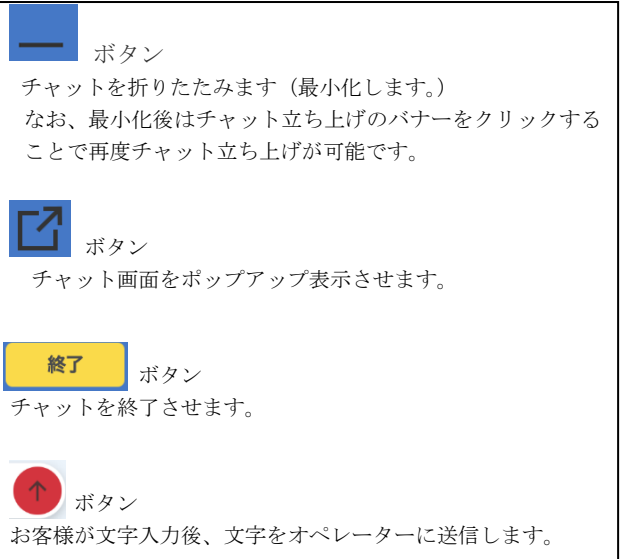 ボタン
チャットを折りたたみます（最小化します。）
なお、最小化後はチャット立ち上げのバナーをクリックする
ことで再度チャット立ち上げが可能です。
ボタン
チャット画面をポップアップ表示させます。
終了 ボタン
チャットを終了させます。
ボタン
お客様が文字入力後、文字をオペレーターに送信します。